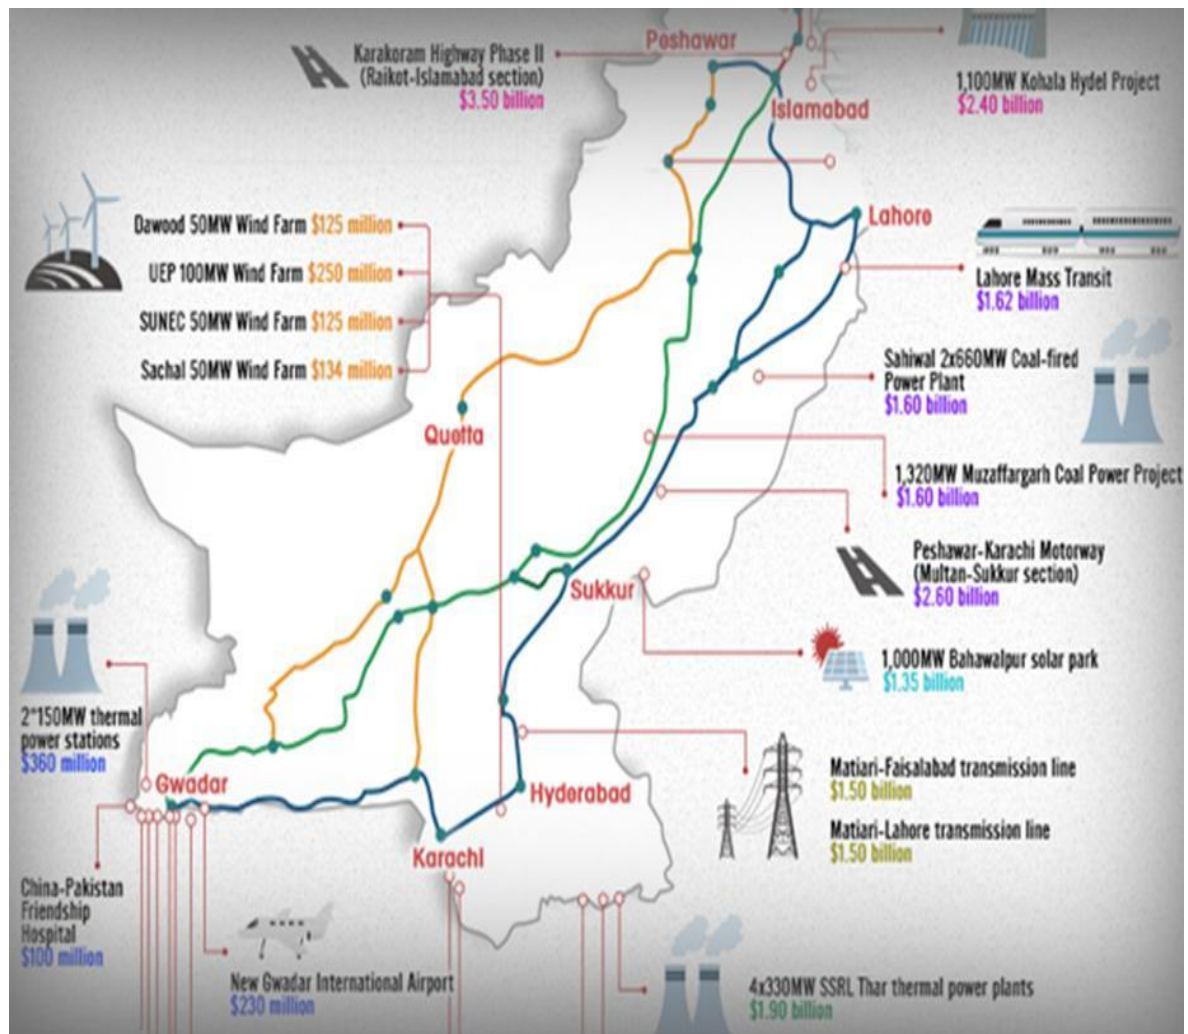 Peshawar
Karakoram Highway Phase II
(Raikot-Islamabad section)
$3.50 billion
1,100MW Kohala Hydel Project
$2.40 billion
Islamabad
Dawood 50MW Wind Farm $125 million
UEP 100MW Wind Farm $250 million
SUNEC 50MW Wind Farm $125 million
Sachal 50MW Wind Farm $134 million
Lahore
Lahore Mass Transit
$1.62 billion
Sahiwal 2x660MW Coal-fired
Power Plant
$1.60 billion
Quetta
1,320MW Muzaffargarh Coal Power Project
$1.60 billion
Peshawar-Karachi Motorway
(Multan-Sukkur section)
$2.60 billion
Sukkur
1,000MW Bahawalpur solar park
$1.35 billion
2*150MW thermal
power stations
$360 million
Gwadar
Hyderabad
Matiari-Faisalabad transmission line
$1.50 billion
Matiari-Lahore transmission line
$1.50 billion
Karachi
China-Pakistan
Friendship
Hospital
$100 million
New Gwadar International Airport
$230 million
4x330MW SSRL Thar thermal power plants
$1.90 billion